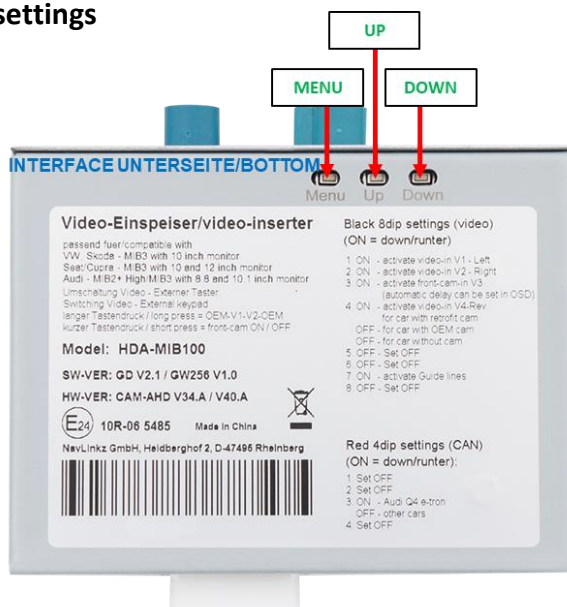 settings
UP
MENU
DOWN
INTERFACE UNTERSEITE/BOTTOM
Menu Up Down
Video-Einspeiser/video-inserter
passend fuer/compatible with
VW, Skoda - MIB3 with 10 inch monitor
Seat/Cupra - MIB3 with 10 and 12 inch monitor
Audi - MIB2+ High/MIB3 with 8.8 and 10.1 inch monitor
Umschaltung Video - Externer Taster
Switching Video - External keypad
langer Tastendruck / long press = OEM-V1-V2-OEM
kurzer Tastendruck / short press = front-cam ON / OFF
Model: HDA-MIB100
SW-VER: GD V2.1 / GW256 V1.0
HW-VER: CAM-AHD V34.A / V40.A
E24 10R-06 5485 Made in China
NavLinkz GmbH, Heidberghof 2, D-47495 Rheinberg
Black 8dip settings (video)
(ON = down/runter)
1 ON - activate video-in V1 - Left
2 ON - activate video-in V2 - Right
3 ON - activate front-cam-in V3
(automatic delay can be set in OSD)
4 ON - activate video-in V4-Rev
for car with retrofit cam
OFF - for car with OEM cam
OFF - for car without cam
5 OFF - Set OFF
6 OFF - Set OFF
7 ON - activate Guide lines
8 OFF - Set OFF
Red 4dip settings (CAN)
(ON = down/runter):
1 Set OFF
2 Set OFF
3 ON - Audi Q4 e-tron
OFF - other cars
4 Set OFF